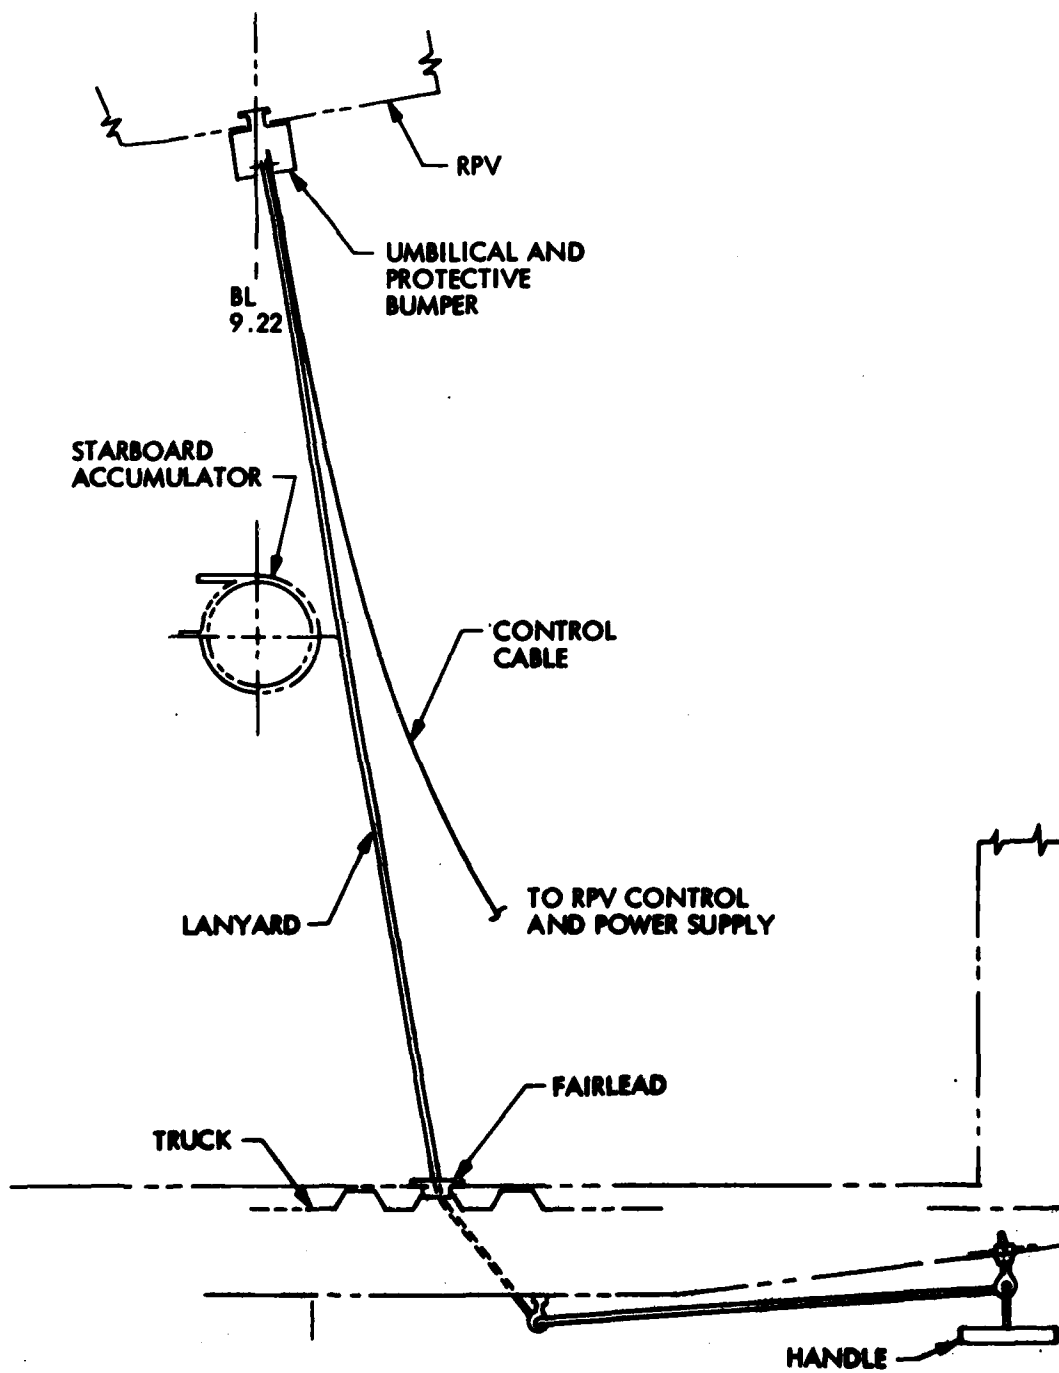 RPV
UMBILICAL AND
PROTECTIVE
BUMPER
BL
9.22
STARBOARD
ACCUMULATOR
CONTROL
CABLE
TO RPV CONTROL
AND POWER SUPPLY
LANYARD
FAIRLEAD
TRUCK
HANDLE